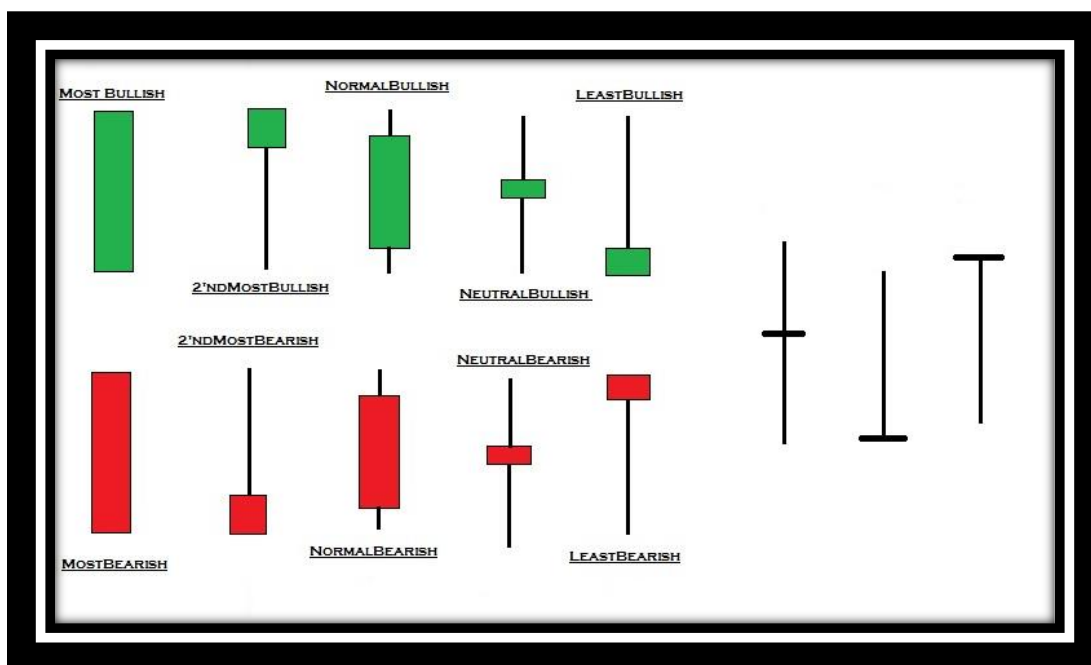 Most Bullish
NormalBullish
LeastBullish
2'ndMostBullish
NeutralBullish
2'ndMostBearish
NeutralBearish
NormalBearish
LeastBearish
MostBearish